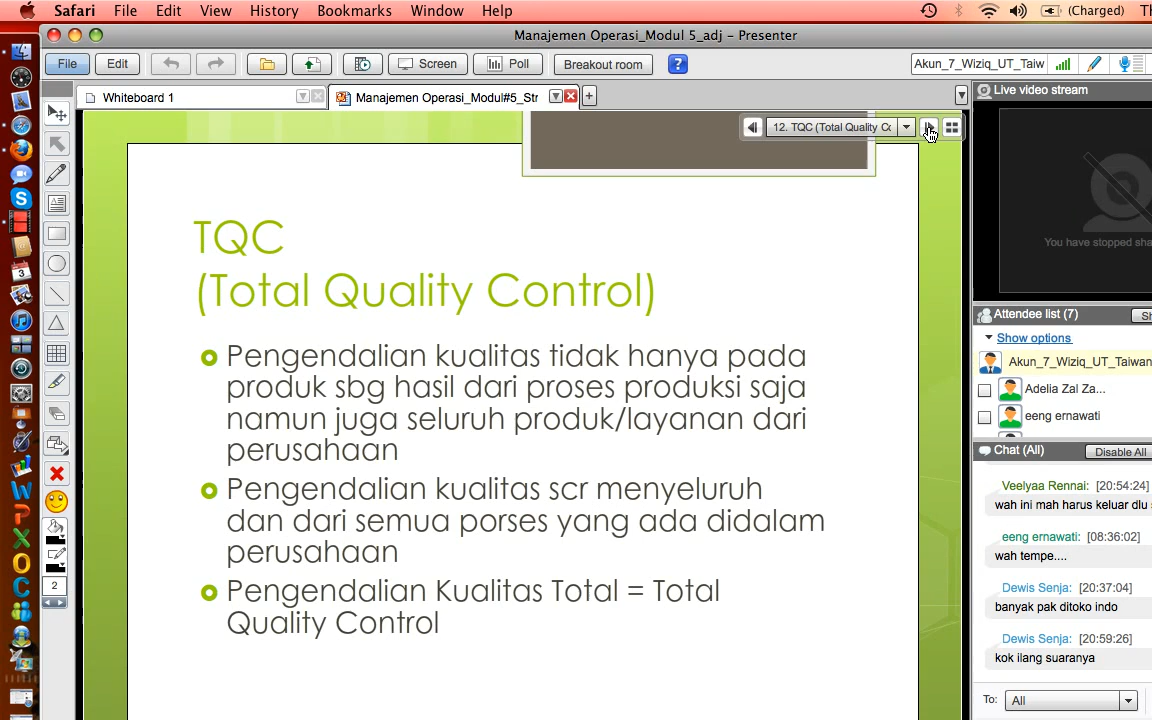 Safari File Edit View History Bookmarks Window Help (Charged)
Manajemen Operasi_Modul 5_adj – Presenter
File Edit Screen Poll Breakout room ? Akun_7_Wiziq_UT_Taiw
Whiteboard 1 Manajemen Operasi_Modul#5_Str
Live video stream
12. TQC (Total Quality Cc
You have stopped sha
TQC
(Total Quality Control)
Pengendalian kualitas tidak hanya pada
produk sbg hasil dari proses produksi saja
namun juga seluruh produk/layanan dari
perusahaan
Pengendalian kualitas scr menyeluruh
dan dari semua porses yang ada didalam
perusahaan
Pengendalian Kualitas Total = Total
Quality Control
2
Attendee list (7) Sh
Show options
Akun_7_Wiziq_UT_Taiwan
Adelia Zal Za...
eeng ernawati
Chat (All) Disable All
Veelyaa Rennai: [20:54:24]
wah ini mah harus keluar dlu
eeng ernawati: [08:36:02]
wah tempe....
Dewis Senja: [20:37:04]
banyak pak ditoko indo
Dewis Senja: [20:59:26]
kok ilang suaranya
To: All